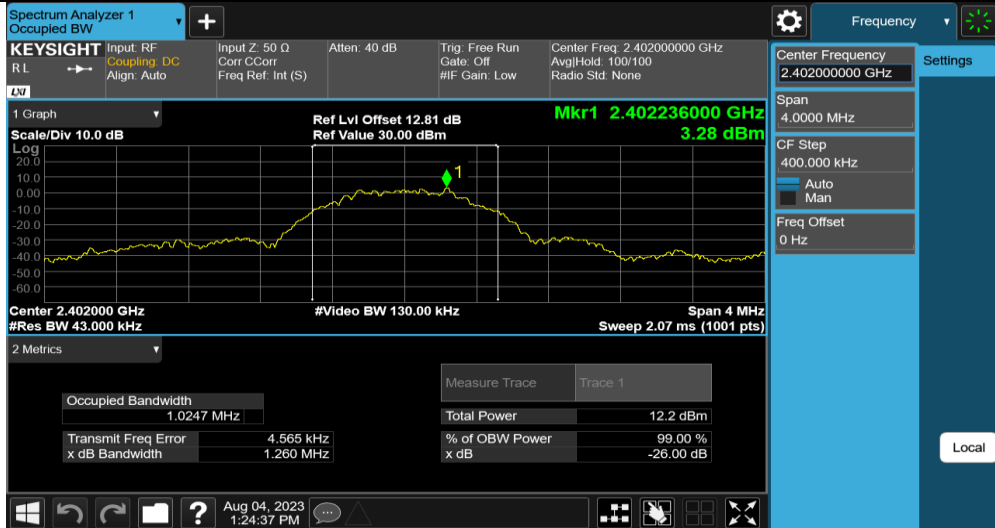 Spectrum Analyzer 1
Occupied BW
Frequency
KEYSIGHT
RL
LXI
Input: RF
Coupling: DC
Align: Auto
Input Z: 50 Ω
Corr CCorr
Freq Ref: Int (S)
Atten: 40 dB
Trig: Free Run
Gate: Off
#IF Gain: Low
Center Freq: 2.402000000 GHz
Avg|Hold: 100/100
Radio Std: None
1 Graph
Scale/Div 10.0 dB
Ref Lvl Offset 12.81 dB
Ref Value 30.00 dBm
Mkr1 2.402236000 GHz
3.28 dBm
Log
20.0
10.0
0.00
-10.0
-20.0
-30.0
-40.0
-50.0
-60.0
1
Center 2.402000 GHz
#Video BW 130.00 kHz
Span 4 MHz
#Res BW 43.000 kHz
Sweep 2.07 ms (1001 pts)
2 Metrics
Measure Trace Trace 1
Occupied Bandwidth
1.0247 MHz
Total Power 12.2 dBm
Transmit Freq Error 4.565 kHz
% of OBW Power 99.00 %
x dB Bandwidth 1.260 MHz
x dB -26.00 dB
Center Frequency
2.402000000 GHz
Settings
Span
4.0000 MHz
CF Step
400.000 kHz
Auto
Man
Freq Offset
0 Hz
Local
?
Aug 04, 2023
1:24:37 PM